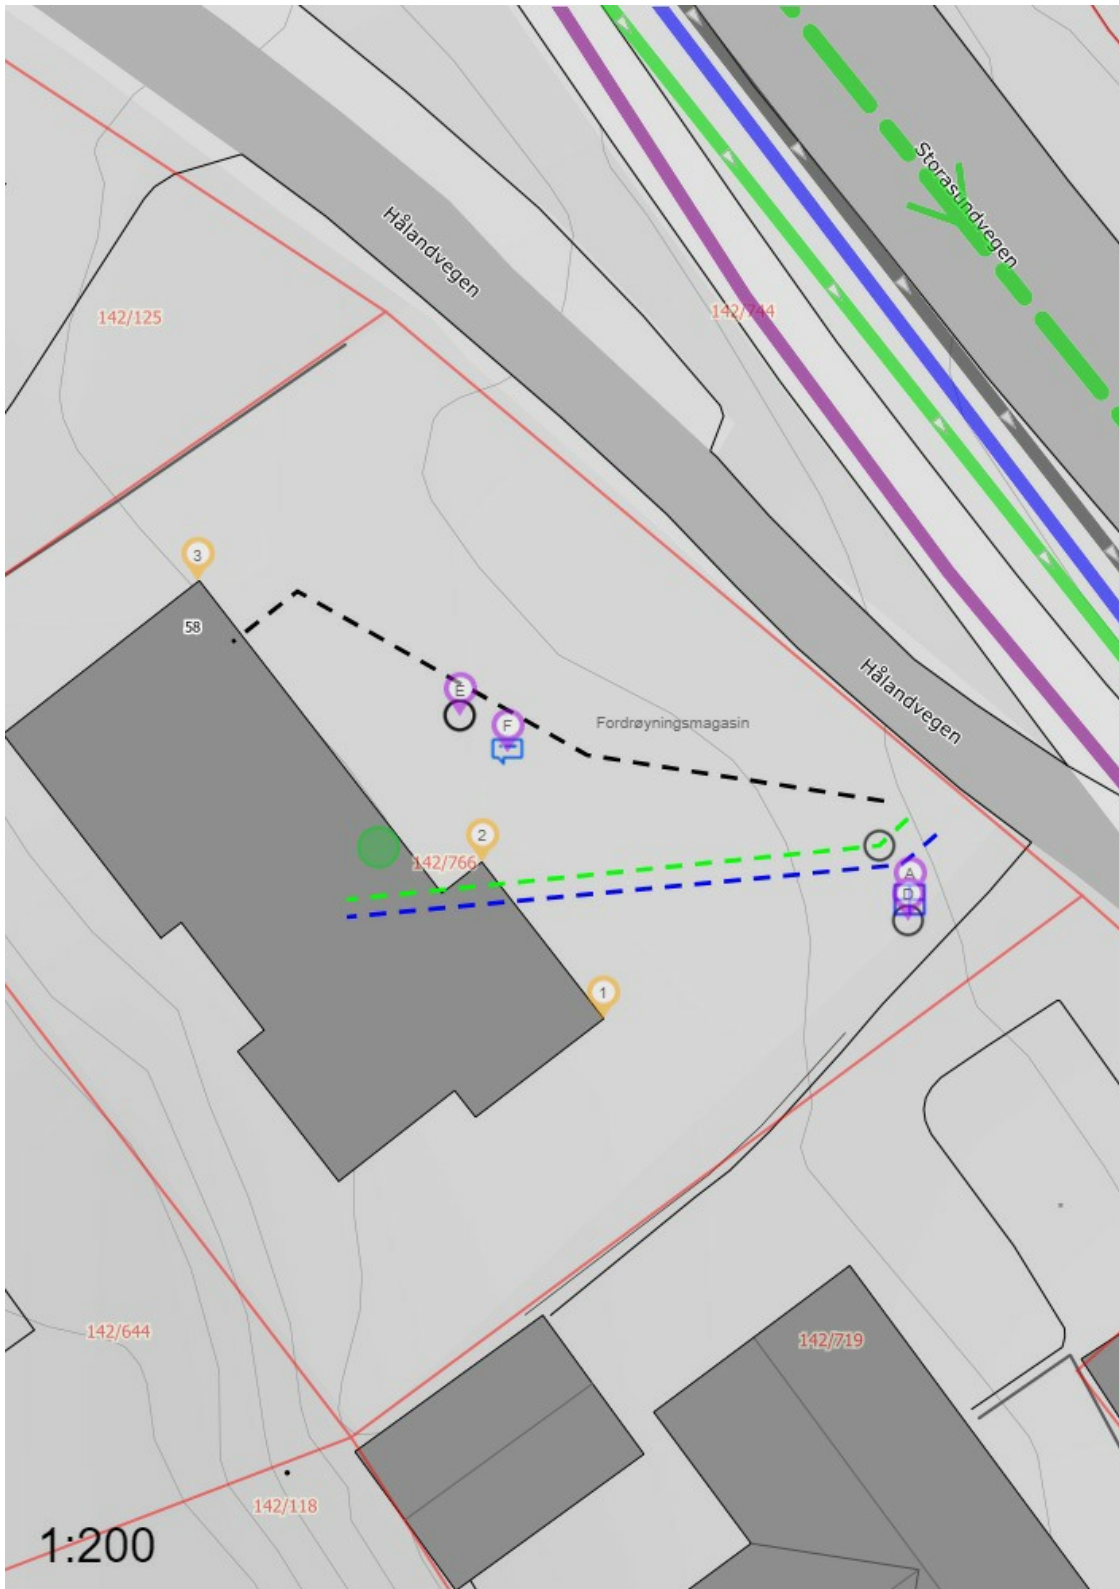 Storasundvegen
Hålandvegen
142/125
142/744
3
58
E
F
Fordrøyningsmagasin
Hålandvegen
2
142/766
A
D
1
142/644
142/719
142/118
1:200